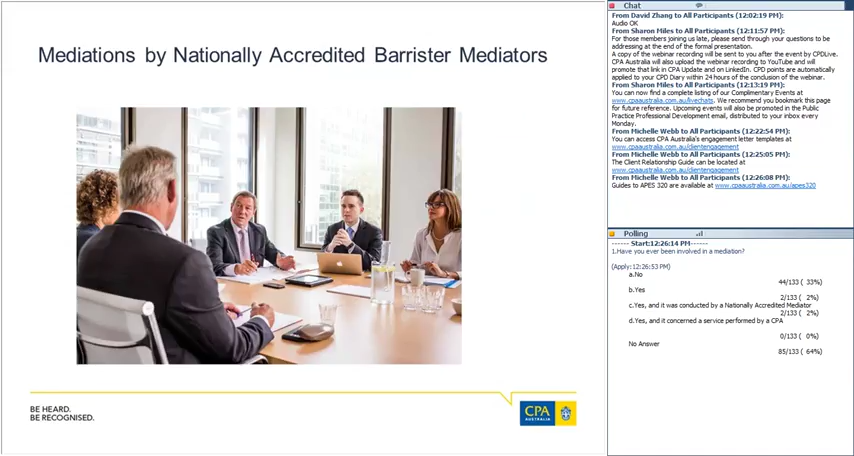 Mediations by Nationally Accredited Barrister Mediators
BE HEARD.
BE RECOGNISED.
CPA
AUSTRALIA
Chat
From David Zhang to All Participants (12:02:19 PM):
Audio OK
From Sharon Miles to All Participants (12:11:57 PM):
For those members joining us late, please send through your questions to be
addressing at the end of the formal presentation.
A copy of the webinar recording will be sent to you after the event by CPDLive.
CPA Australia will also upload the webinar recording to YouTube and will
promote that link in CPA Update and on LinkedIn. CPD points are automatically
applied to your CPD Diary within 24 hours of the conclusion of the webinar.
From Sharon Miles to All Participants (12:13:19 PM):
You can now find a complete listing of our Complimentary Events at
www.cpaaustralia.com.au/livechats. We recommend you bookmark this page
for future reference. Upcoming events will also be promoted in the Public
Practice Professional Development email, distributed to your inbox every
Monday.
From Michelle Webb to All Participants (12:22:54 PM):
You can access CPA Australia's engagement letter templates at
www.cpaaustralia.com.au/clientengagement
From Michelle Webb to All Participants (12:25:05 PM):
The Client Relationship Guide can be located at
www.cpaaustralia.com.au/clientengagement
From Michelle Webb to All Participants (12:26:08 PM):
Guides to APES 320 are available at www.cpaaustralia.com.au/apes320
Polling
------ Start:12:26:14 PM------
1.Have you ever been involved in a mediation?
(Apply:12:26:53 PM)
a.No
44/133 ( 33%)
b.Yes
2/133 ( 2%)
c.Yes, and it was conducted by a Nationally Accredited Mediator
2/133 ( 2%)
d.Yes, and it concerned a service performed by a CPA
0/133 ( 0%)
No Answer
85/133 ( 64%)